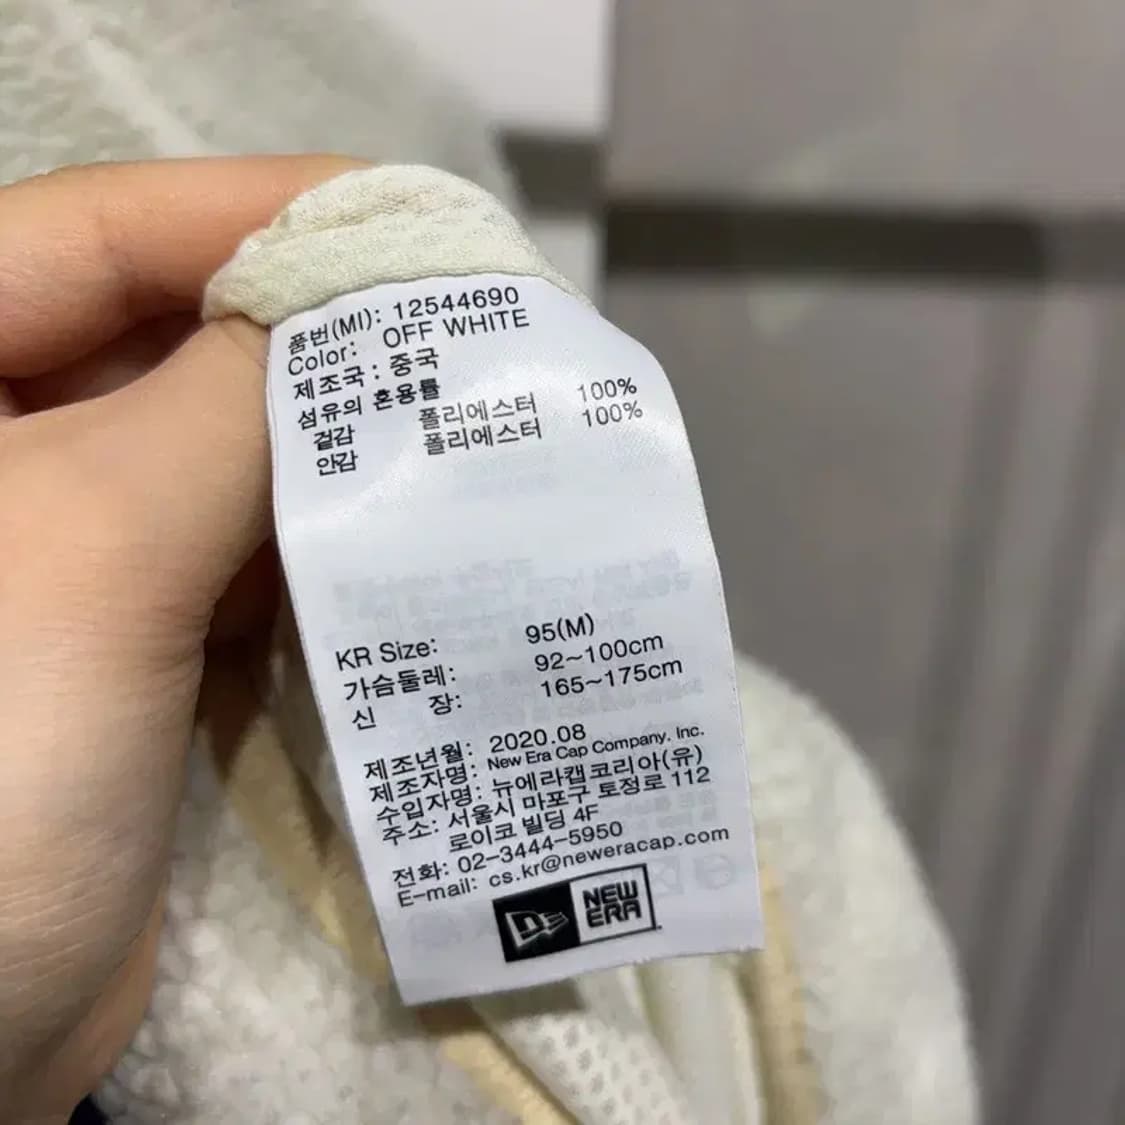 품번(MI): 12544690
Color: OFF WHITE
제조국 : 중국
섬유의 혼용률
겉감 폴리에스터 100%
안감 폴리에스터 100%
KR Size: 95(M)
가슴둘레: 92~100cm
신 장: 165~175cm
제조년월: 2020.08
제조자명: New Era Cap Company. Inc.
수입자명: 뉴에라캡코리아(유)
주소: 서울시 마포구 토정로 112
로이코 빌딩 4F
전화: 02-3444-5950
E-mail: cs.kr@neweracap.com
NEW
ERA